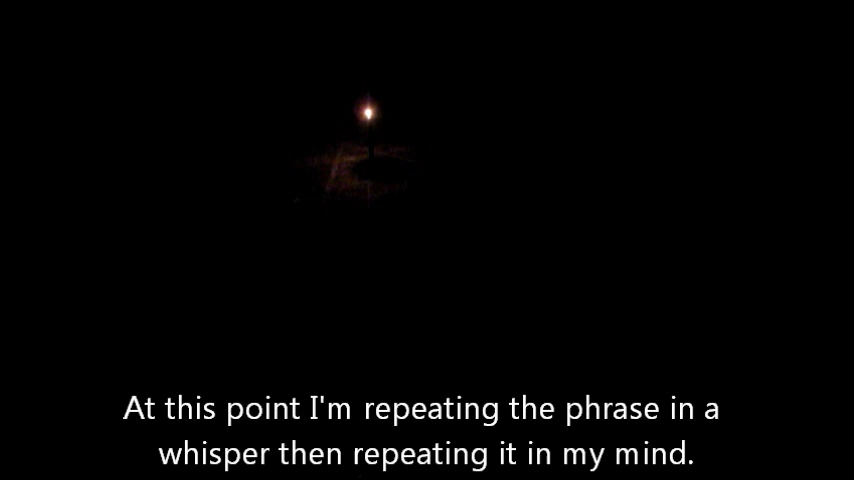 At this point I'm repeating the phrase in a
whisper then repeating it in my mind.